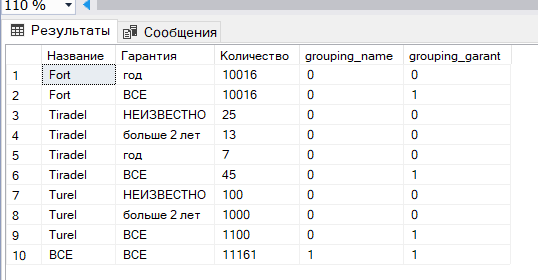 110 %
Результаты Сообщения
Название Гарантия Количество grouping_name grouping_garant
1 Fort год 10016 0 0
2 Fort ВСЕ 10016 0 1
3 Tiradel НЕИЗВЕСТНО 25 0 0
4 Tiradel больше 2 лет 13 0 0
5 Tiradel год 7 0 0
6 Tiradel ВСЕ 45 0 1
7 Turel НЕИЗВЕСТНО 100 0 0
8 Turel больше 2 лет 1000 0 0
9 Turel ВСЕ 1100 0 1
10 ВСЕ ВСЕ 11161 1 1